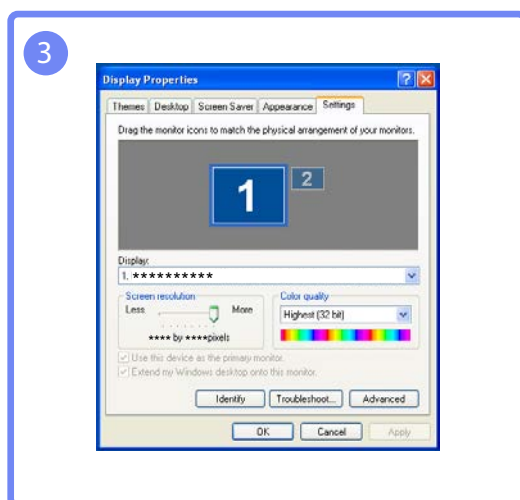 3
Display Properties
Themes Desktop Screen Saver Appearance Settings
Drag the monitor icons to match the physical arrangement of your monitors.
1 2
Display:
1. **********
Screen resolution
Less More
**** by ****pixels
Color quality
Highest (32 bit)
Use this device as the primary monitor.
Extend my Windows desktop onto this monitor.
Identify Troubleshoot... Advanced
OK Cancel Apply